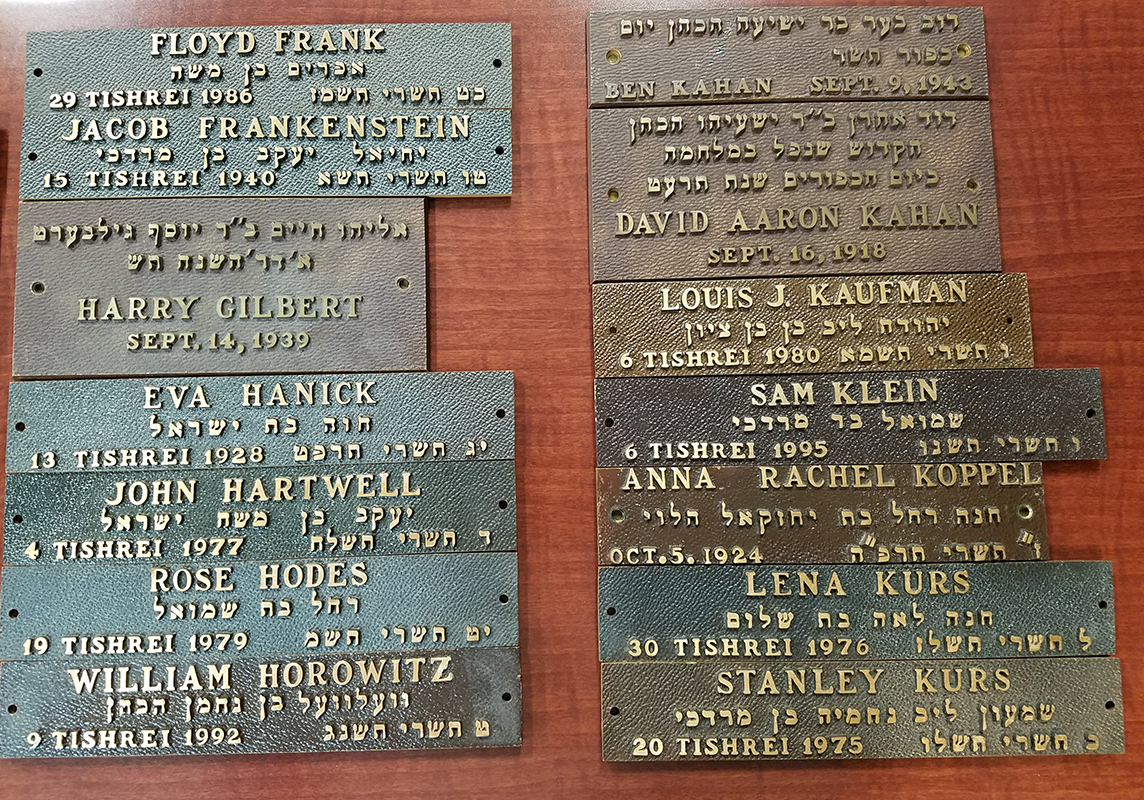 FLOYD FRANK
אפרים בן משה
29 TISHREI 1986 כט תשרי תשמז
JACOB FRANKENSTEIN
יחיאל יעקב בן מרדכי
15 TISHREI 1940 טו תשרי תשא
אליהו חיים ב״ר יוסף גילבערט
א׳דר׳השנה תש
HARRY GILBERT
SEPT. 14, 1939
EVA HANICK
חוה בת ישראל
13 TISHREI 1928 יג תשרי תרפט
JOHN HARTWELL
יעקב בן משה ישראל
4 TISHREI 1977 ד תשרי תשלח
ROSE HODES
רחל בת שמואל
19 TISHREI 1979 יט תשרי תשמ
WILLIAM HOROWITZ
וועלוועל בן נחמן הכהן
9 TISHREI 1992 ט תשרי תשנג
דוב בער בר ישעיה הכהן יום
כפור תשד
BEN KAHAN SEPT. 9, 1943
דוד אהרן ב״ר ישעיהו הכהן
הקדוש שנפל במלחמה
ביום הכפורים שנת תרעט
DAVID AARON KAHAN
SEPT. 16, 1918
LOUIS J. KAUFMAN
יהודה ליב בן בן ציון
6 TISHREI 1980 ו תשרי תשמא
SAM KLEIN
שמואל בר מרדכי
6 TISHREI 1995 ו תשרי תשנו
ANNA RACHEL KOPPEL
חנה רחל בת יחזקאל הלוי
OCT. 5. 1924 ז תשרי תרפ״ה
LENA KURS
חנה לאה בת שלום
30 TISHREI 1976 ל תשרי תשלז
STANLEY KURS
שמעון ליב נחמיה בן מרדכי
20 TISHREI 1975 כ תשרי תשלו